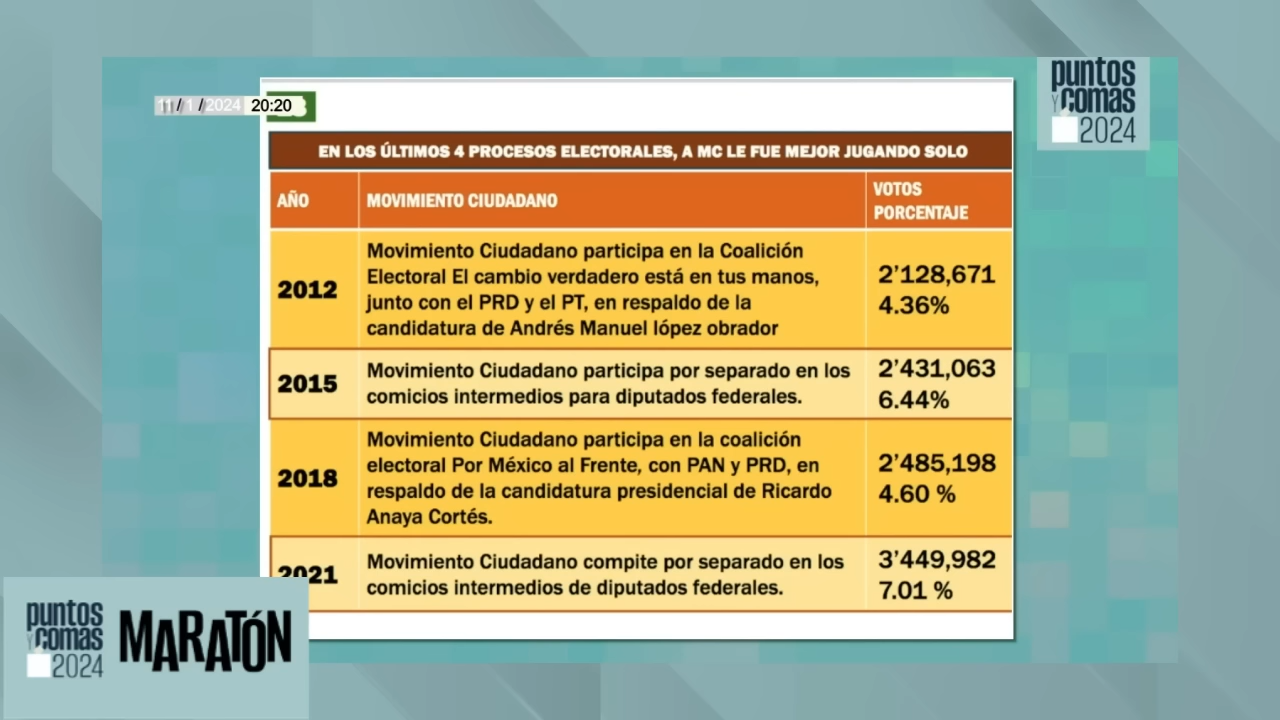 11/1/2024 20:20
puntos
y comas
2024
EN LOS ÚLTIMOS 4 PROCESOS ELECTORALES, A MC LE FUE MEJOR JUGANDO SOLO
AÑO
MOVIMIENTO CIUDADANO
VOTOS
PORCENTAJE
2012
Movimiento Ciudadano participa en la Coalición
Electoral El cambio verdadero está en tus manos,
junto con el PRD y el PT, en respaldo de la
candidatura de Andrés Manuel lópez obrador
2'128,671
4.36%
2015
Movimiento Ciudadano participa por separado en los
comicios intermedios para diputados federales.
2'431,063
6.44%
2018
Movimiento Ciudadano participa en la coalición
electoral Por México al Frente, con PAN y PRD, en
respaldo de la candidatura presidencial de Ricardo
Anaya Cortés.
2'485,198
4.60 %
2021
Movimiento Ciudadano compite por separado en los
comicios intermedios de diputados federales.
3'449,982
7.01 %
puntos
y comas
2024
MARATÓN